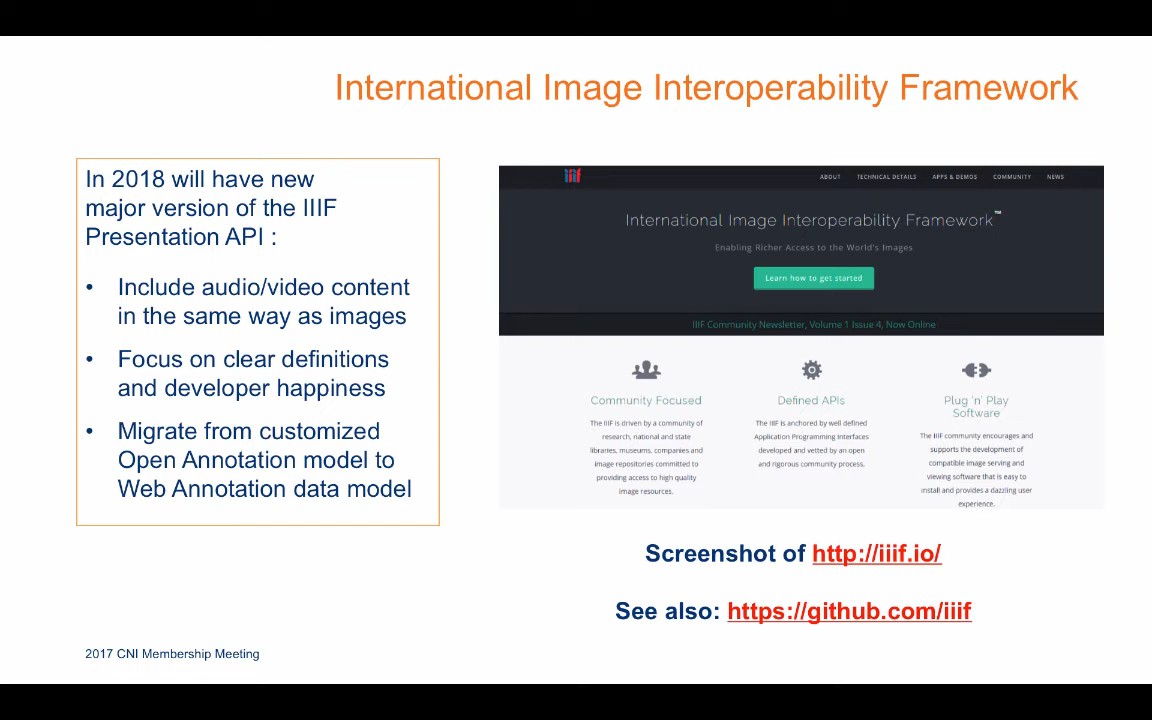 International Image Interoperability Framework
In 2018 will have new
major version of the IIIF
Presentation API :
• Include audio/video content
in the same way as images
• Focus on clear definitions
and developer happiness
• Migrate from customized
Open Annotation model to
Web Annotation data model
iiif
ABOUT TECHNICAL DETAILS APPS & DEMOS COMMUNITY NEWS
International Image Interoperability Framework™
Enabling Richer Access to the World's Images
Learn how to get started
IIIF Community Newsletter, Volume 1 Issue 4, Now Online
Community Focused
The IIIF is driven by a community of
research, national and state
libraries, museums, companies and
image repositories committed to
providing access to high quality
image resources.
Defined APIs
The IIIF is anchored by well defined
Application Programming Interfaces
developed and vetted by an open
and rigorous community process.
Plug 'n' Play
Software
The IIIF community encourages and
supports the development of
compatible image serving and
viewing software that is easy to
install and provides a dazzling user
experience.
Screenshot of http://iiif.io/
See also: https://github.com/iiif
2017 CNI Membership Meeting